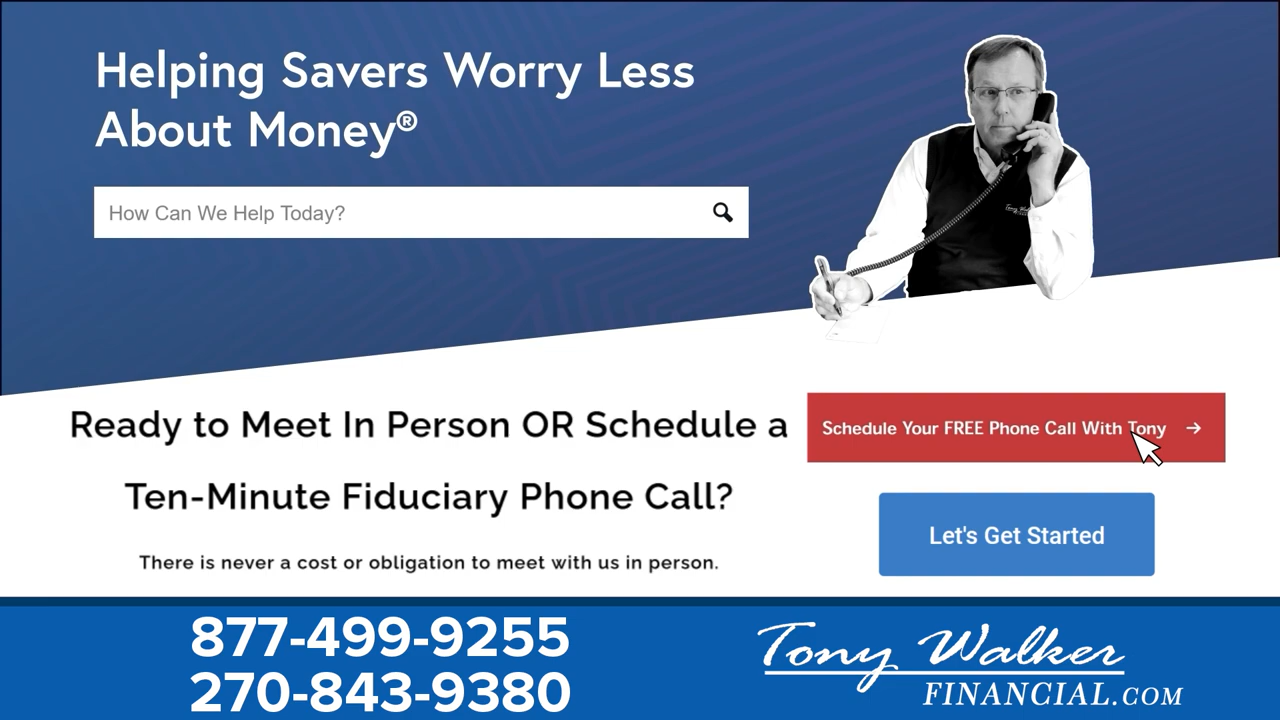 Helping Savers Worry Less
About Money®
How Can We Help Today?
Tony Walker
Ready to Meet In Person OR Schedule a
Ten-Minute Fiduciary Phone Call?
There is never a cost or obligation to meet with us in person.
Schedule Your FREE Phone Call With Tony →
Let's Get Started
877-499-9255
270-843-9380
Tony Walker
FINANCIAL.COM